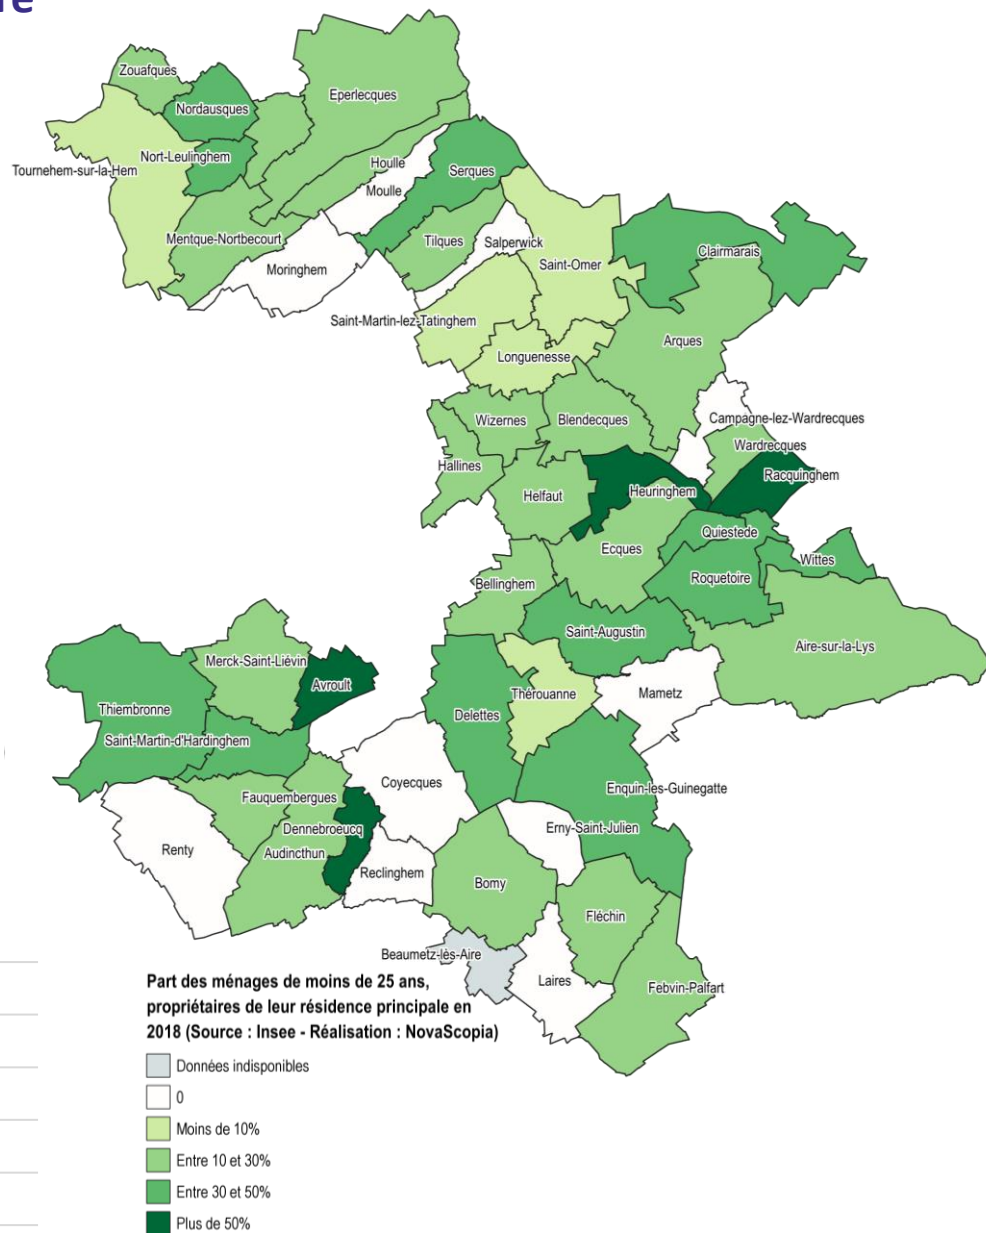 re
Zouafques
Eperlecques
Nordausques
Nort-Leulinghem
Tournehem-sur-la-Hem
Houlle
Serques
Moulle
Mentque-Nortbecourt
Tilques
Salperwick
Clairmarais
Moringhem
Saint-Omer
Saint-Martin-lez-Tatinghem
Arques
Longuenesse
Wizernes
Blendecques
Campagne-lez-Wardrecques
Wardrecques
Hallines
Racquinghem
Helfaut
Heuringhem
Quiestede
Ecques
Wittes
Bellinghem
Roquetoire
Saint-Augustin
Aire-sur-la-Lys
Merck-Saint-Liévin
Avroult
Thérouanne
Mametz
Thiembronne
Delettes
Saint-Martin-d'Hardinghem
Coyecques
Enquin-les-Guinegatte
Fauquembergues
Dennebroeucq
Erny-Saint-Julien
Renty
Audincthun
Reclinghem
Bomy
Fléchin
Beaumetz-lès-Aire
Laires
Febvin-Palfart
Part des ménages de moins de 25 ans,
propriétaires de leur résidence principale en
2018 (Source : Insee - Réalisation : NovaScopia)
Données indisponibles
0
Moins de 10%
Entre 10 et 30%
Entre 30 et 50%
Plus de 50%